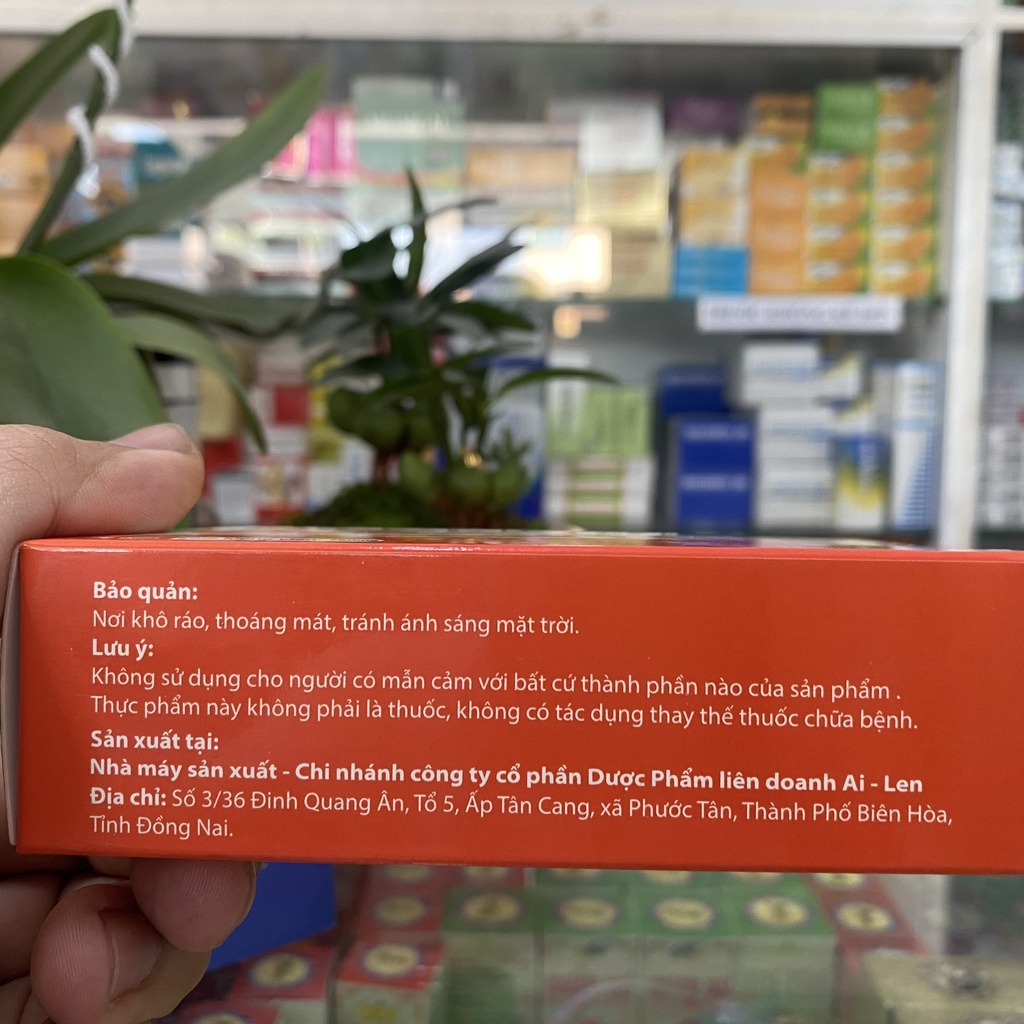 Bảo quản:
Nơi khô ráo, thoáng mát, tránh ánh sáng mặt trời.
Lưu ý:
Không sử dụng cho người có mẫn cảm với bất cứ thành phần nào của sản phẩm .
Thực phẩm này không phải là thuốc, không có tác dụng thay thế thuốc chữa bệnh.
Sản xuất tại:
Nhà máy sản xuất - Chi nhánh công ty cổ phần Dược Phẩm liên doanh Ai - Len
Địa chỉ: Số 3/36 Đinh Quang Ân, Tổ 5, Ấp Tân Cang, xã Phước Tân, Thành Phố Biên Hòa,
Tỉnh Đồng Nai.